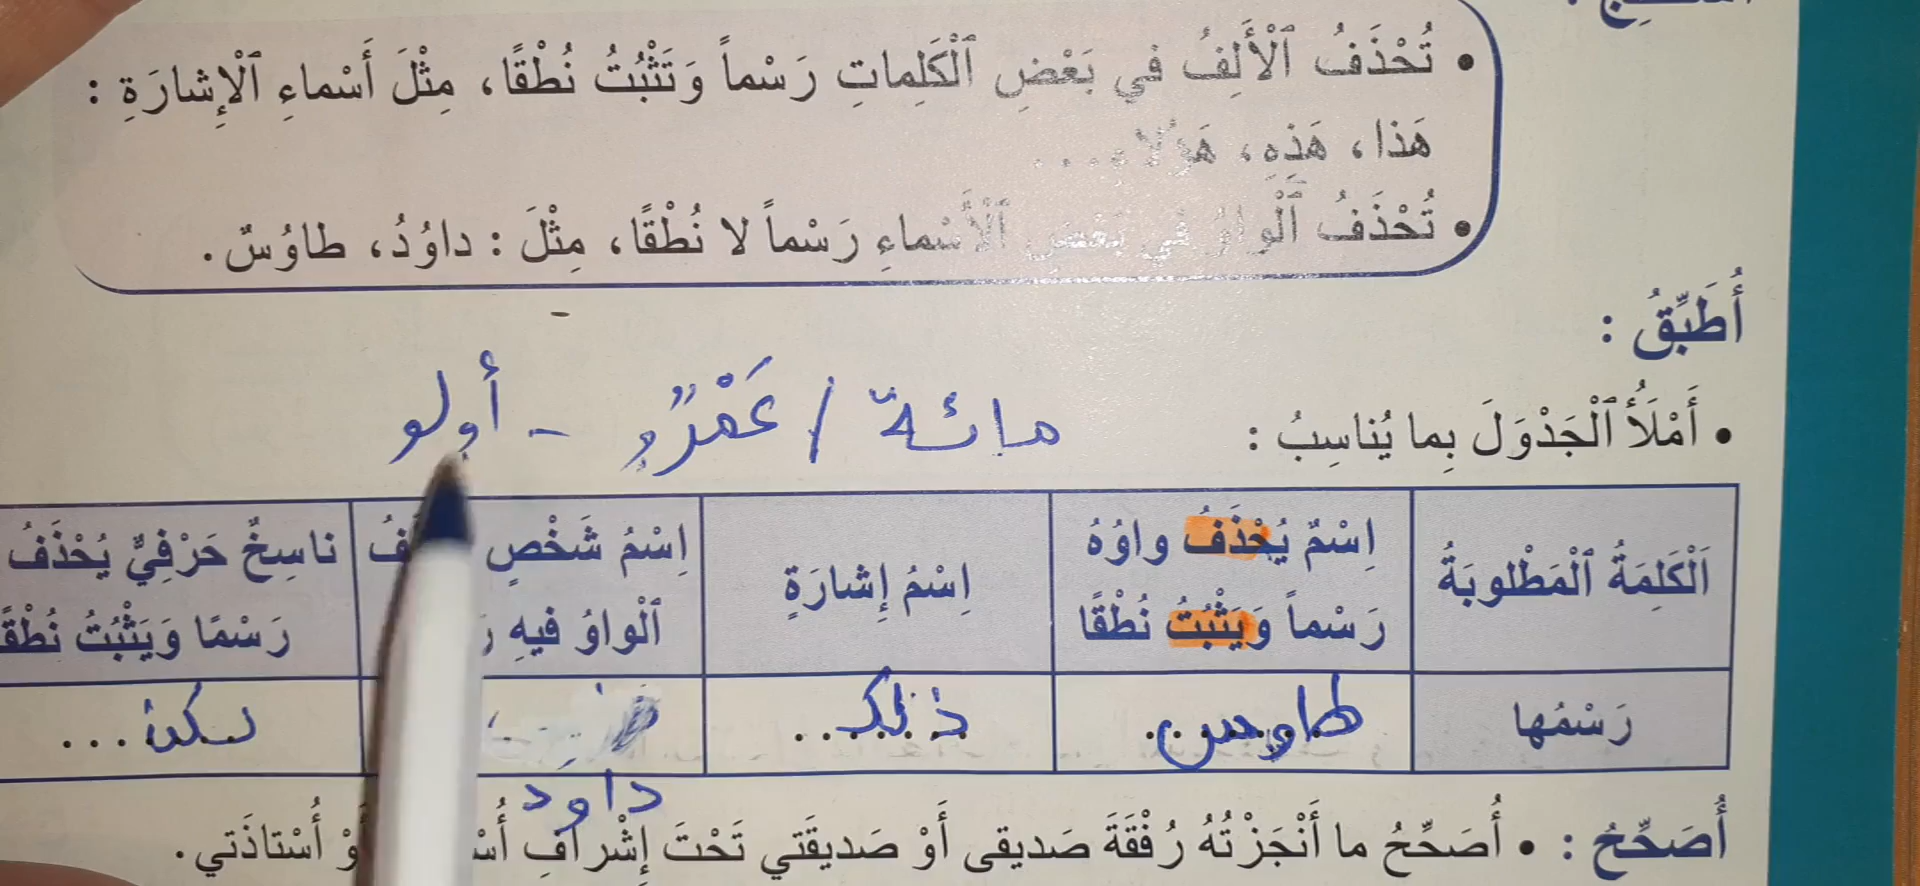 • تُحْذَفُ ٱلْأَلِفُ في بَعْضِ ٱلْكَلِماتِ رَسْماً وَتَثْبُتُ نُطْقًا، مِثْلَ أَسْماءِ ٱلْإِشارَةِ :
هَذا، هَذِهِ، هَؤُلاءِ...
• تُحْذَفُ ٱلْواوُ في بَعْضِ ٱلْأَسْماءِ رَسْماً لا نُطْقًا، مِثْلَ : داوُدُ، طاوُسٌ.
أُطَبِّقُ :
مائة / عَمْرٌو - أولو
• أَمْلَأُ ٱلْجَدْوَلَ بِما يُناسِبُ :
اَلْكَلِمَةُ ٱلْمَطْلوبَةُ
اِسْمٌ يُحْذَفُ واوُهُ
رَسْماً وَيَثْبُتُ نُطْقًا
اِسْمُ إِشارَةٍ
اِسْمُ شَخْصٍ
ٱلْواوُ فيهِ
ناسِخٌ حَرْفِيٌّ يُحْذَفُ
رَسْمًا وَيَثْبُتُ نُطْقًا
رَسْمُها
طاوس
ذلك
لكن...
داود
أُصَحِّحُ : • أُصَحِّحُ ما أَنْجَزْتُهُ رُفْقَةَ صَديقي أَوْ صَديقَتي تَحْتَ إِشْرافِ أُسْتاذَتي.